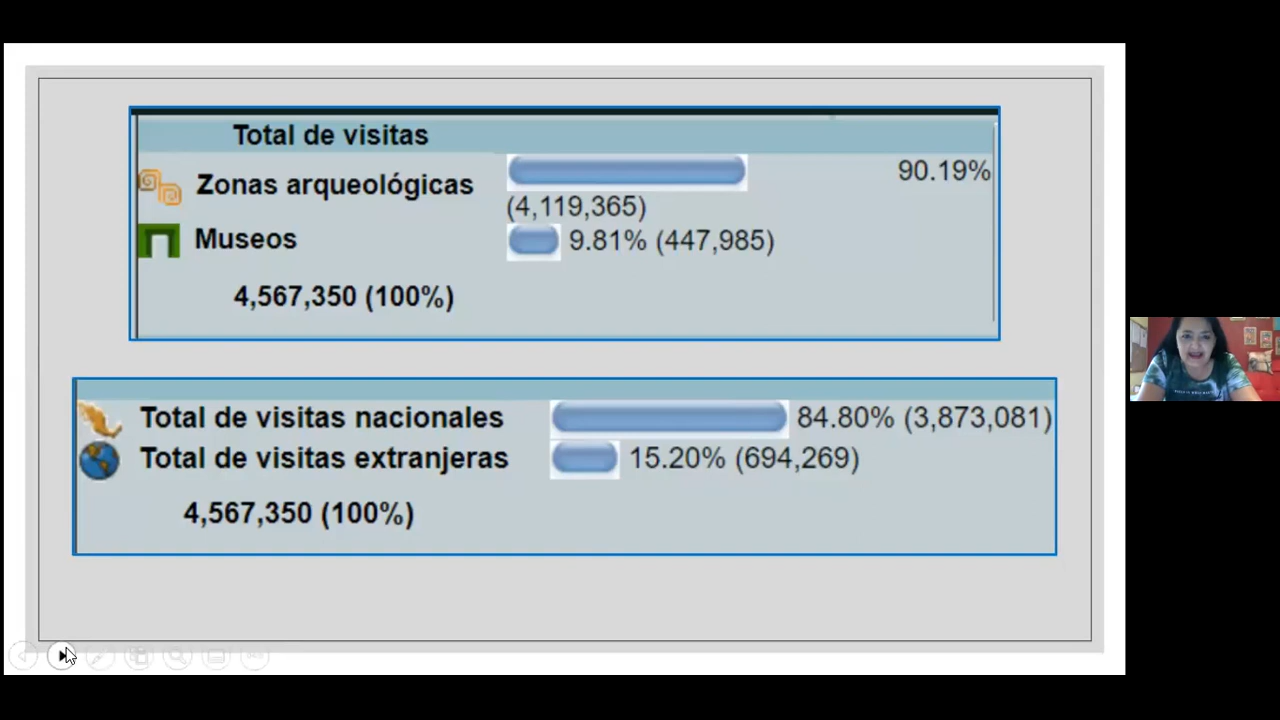 Total de visitas
Zonas arqueológicas
90.19%
(4,119,365)
Museos
9.81% (447,985)
4,567,350 (100%)
Total de visitas nacionales
84.80% (3,873,081)
Total de visitas extranjeras
15.20% (694,269)
4,567,350 (100%)